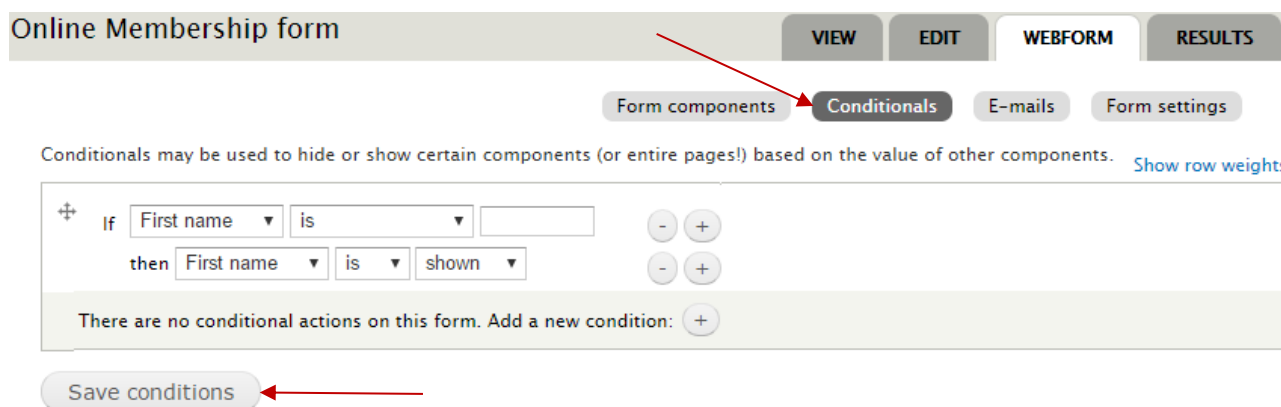 Online Membership form
VIEW EDIT WEBFORM RESULTS
Form components Conditionals E-mails Form settings
Conditionals may be used to hide or show certain components (or entire pages!) based on the value of other components.
Show row weights
If First name is - +
then First name is shown - +
There are no conditional actions on this form. Add a new condition: +
Save conditions